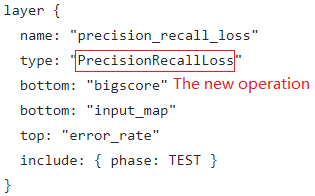 layer {
  name: "precision_recall_loss"
  type: "PrecisionRecallLoss"
  bottom: "bigscore" The new operation
  bottom: "input_map"
  top: "error_rate"
  include: { phase: TEST }
}